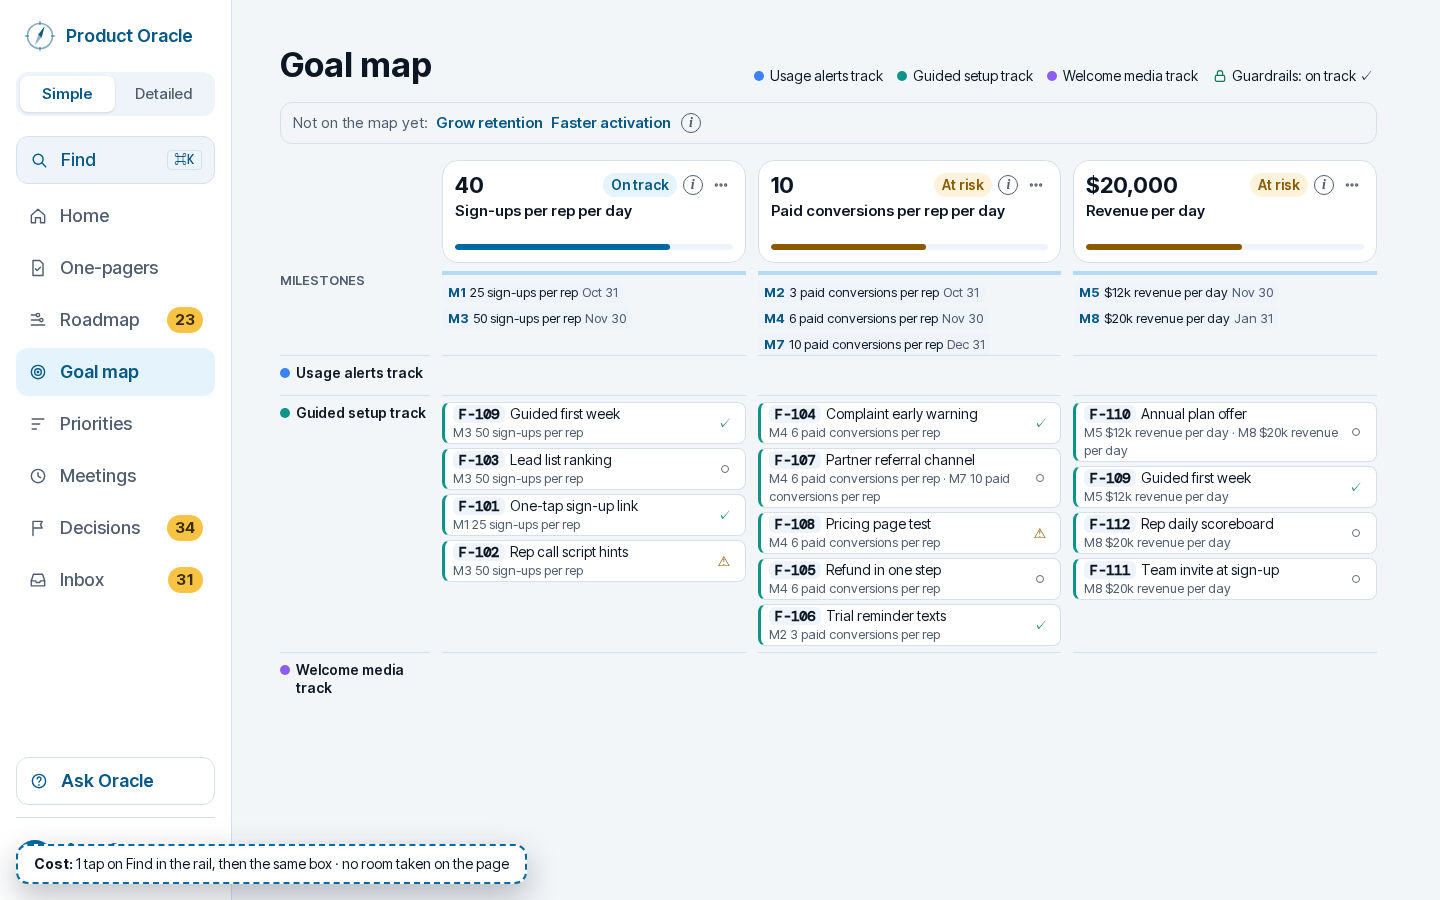 Product Oracle
Simple
Detailed
Find
⌘K
Home
One-pagers
Roadmap
23
Goal map
Priorities
Meetings
Decisions
34
Inbox
31
Ask Oracle
Cost: 1 tap on Find in the rail, then the same box · no room taken on the page
Goal map
Usage alerts track
Guided setup track
Welcome media track
Guardrails: on track ✓
Not on the map yet: Grow retention Faster activation i
40
On track
i
Sign-ups per rep per day
10
At risk
i
Paid conversions per rep per day
$20,000
At risk
i
Revenue per day
MILESTONES
M1 25 sign-ups per rep Oct 31
M3 50 sign-ups per rep Nov 30
M2 3 paid conversions per rep Oct 31
M4 6 paid conversions per rep Nov 30
M7 10 paid conversions per rep Dec 31
M5 $12k revenue per day Nov 30
M8 $20k revenue per day Jan 31
Usage alerts track
Guided setup track
F-109 Guided first week
M3 50 sign-ups per rep
✓
F-103 Lead list ranking
M3 50 sign-ups per rep
F-101 One-tap sign-up link
M1 25 sign-ups per rep
✓
F-102 Rep call script hints
M3 50 sign-ups per rep
⚠
F-104 Complaint early warning
M4 6 paid conversions per rep
✓
F-107 Partner referral channel
M4 6 paid conversions per rep · M7 10 paid
conversions per rep
F-108 Pricing page test
M4 6 paid conversions per rep
⚠
F-105 Refund in one step
M4 6 paid conversions per rep
F-106 Trial reminder texts
M2 3 paid conversions per rep
✓
F-110 Annual plan offer
M5 $12k revenue per day · M8 $20k revenue
per day
F-109 Guided first week
M5 $12k revenue per day
✓
F-112 Rep daily scoreboard
M8 $20k revenue per day
F-111 Team invite at sign-up
M8 $20k revenue per day
Welcome media
track